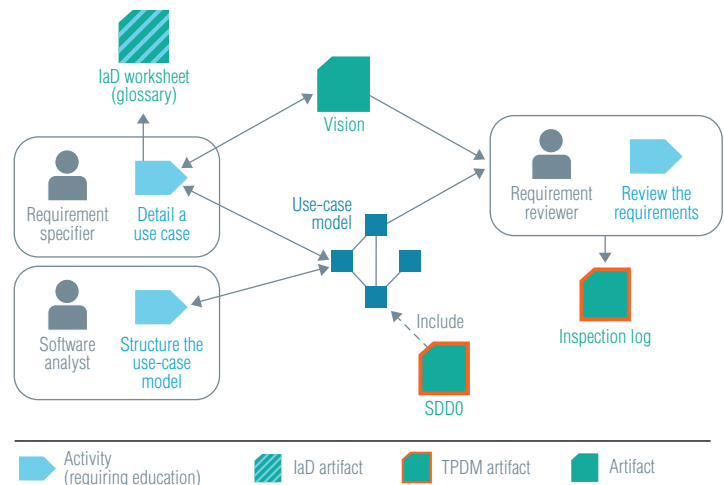 IaD worksheet
(glossary)
Vision
Requirement
specifier
Detail a
use case
Use-case
model
Requirement
reviewer
Review the
requirements
Software
analyst
Structure the
use-case
model
Include
Inspection log
SDD0
Activity
(requiring education)
IaD artifact
TPDM artifact
Artifact